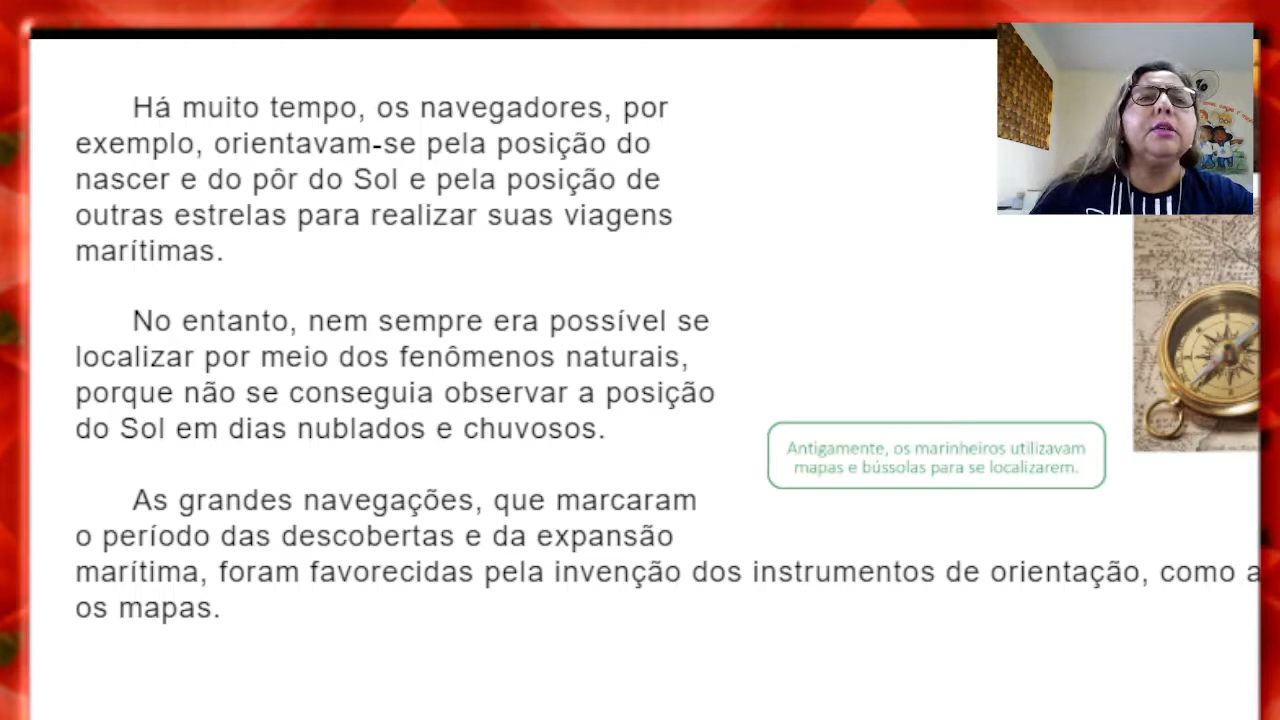 Há muito tempo, os navegadores, por
exemplo, orientavam-se pela posição do
nascer e do pôr do Sol e pela posição de
outras estrelas para realizar suas viagens
marítimas.
No entanto, nem sempre era possível se
localizar por meio dos fenômenos naturais,
porque não se conseguia observar a posição
do Sol em dias nublados e chuvosos.
Antigamente, os marinheiros utilizavam
mapas e bússolas para se localizarem.
As grandes navegações, que marcaram
o período das descobertas e da expansão
marítima, foram favorecidas pela invenção dos instrumentos de orientação, como a
os mapas.